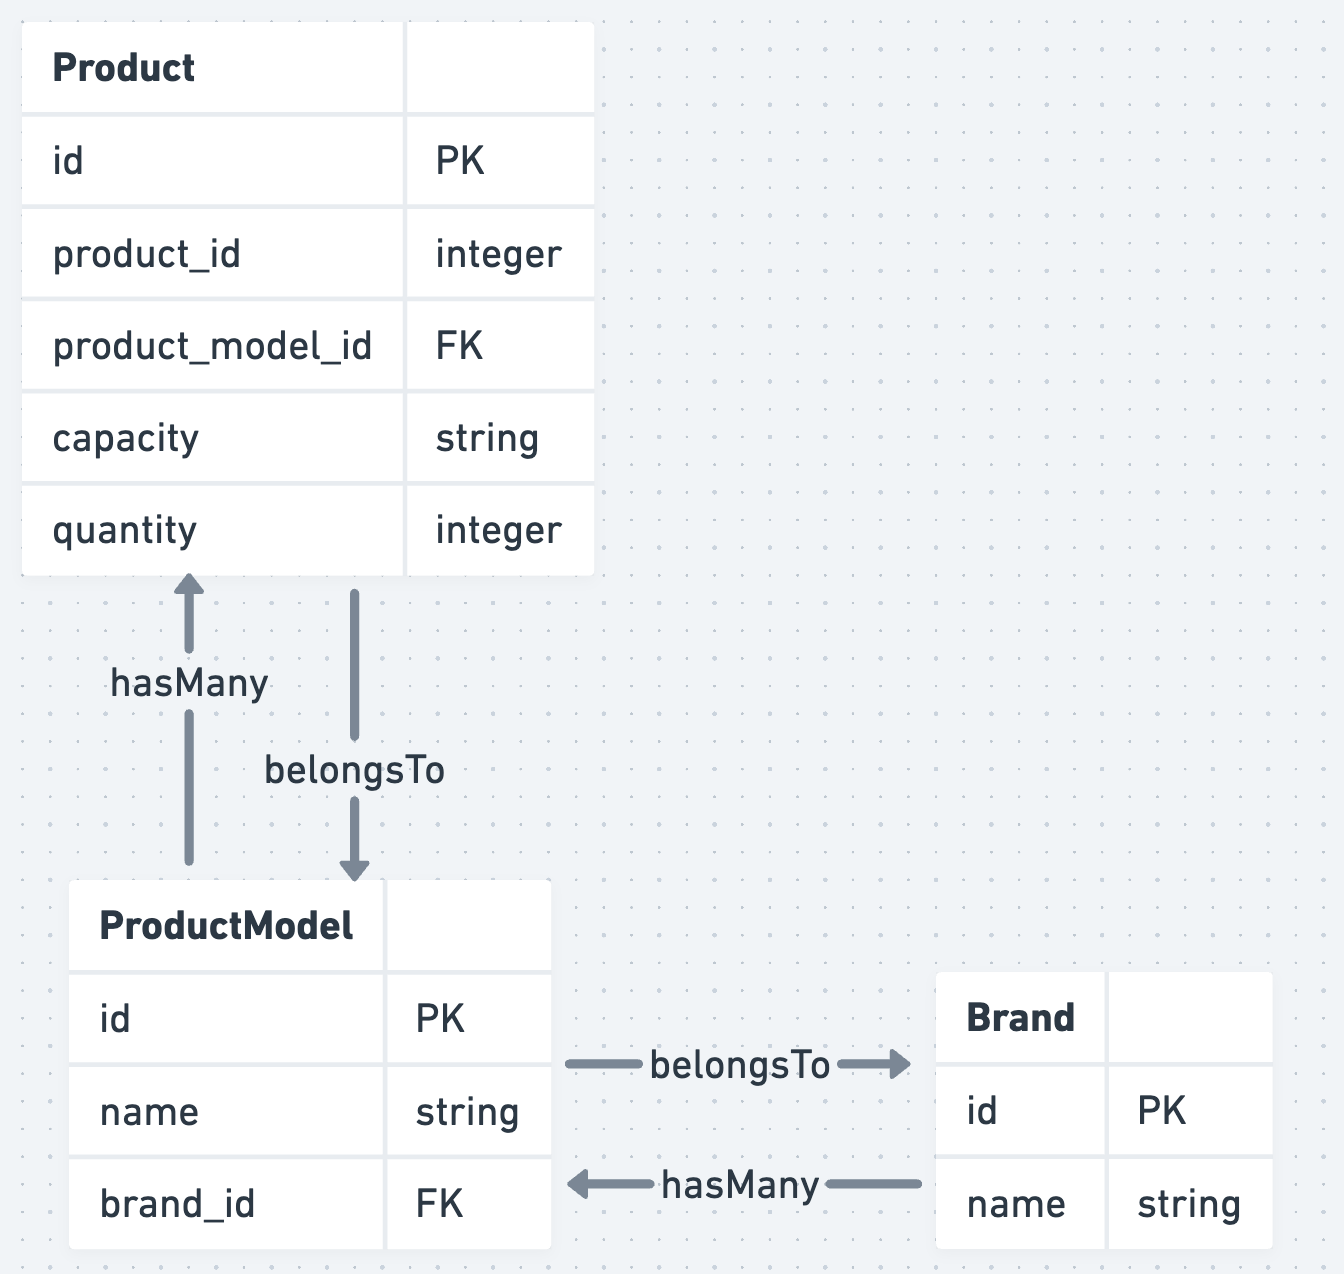 Product
id PK
product_id integer
product_model_id FK
capacity string
quantity integer
hasMany
belongsTo
ProductModel
id PK
name string
brand_id FK
belongsTo
hasMany
Brand
id PK
name string